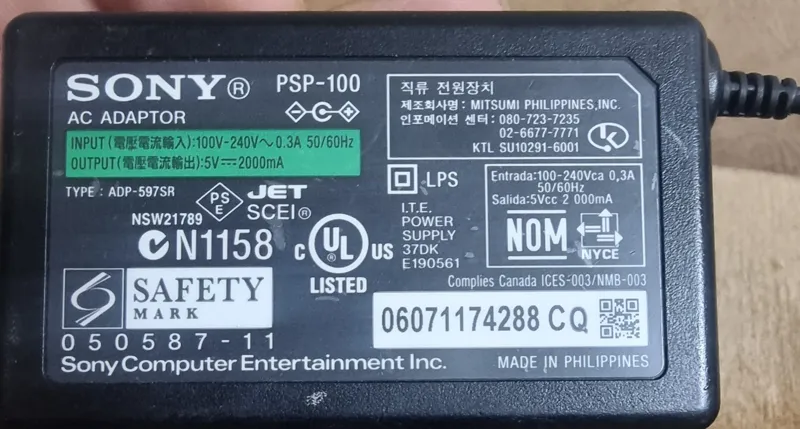 SONY® PSP-100
AC ADAPTOR
INPUT (電壓電流輸入):100V-240V～0.3A 50/60Hz
OUTPUT (電壓電流輸出):5V⎓2000mA
TYPE : ADP-597SR
PS
E
JET
SCEI®
NSW21789
N1158
C UL® US
LISTED
SAFETY
MARK
050587-11
Sony Computer Entertainment Inc.
직류 전원장치
제조회사명: MITSUMI PHILIPPINES,INC.
인포메이션 센터: 080-723-7235
02-6677-7771
KTL SU10291-6001
LPS
I.T.E.
POWER
SUPPLY
37DK
E190561
Entrada:100-240Vca 0,3A
50/60Hz
Salida:5Vcc 2 000mA
NOM
NYCE
Complies Canada ICES-003/NMB-003
06071174288 CQ
MADE IN PHILIPPINES